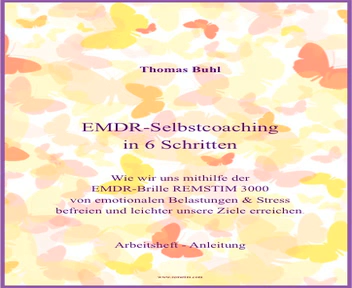 Thomas Buhl
EMDR-Selbstcoaching
in 6 Schritten
Wie wir uns mithilfe der
EMDR-Brille REMSTIM 3000
von emotionalen Belastungen & Stress
befreien und leichter unsere Ziele erreichen.
Arbeitsheft - Anleitung